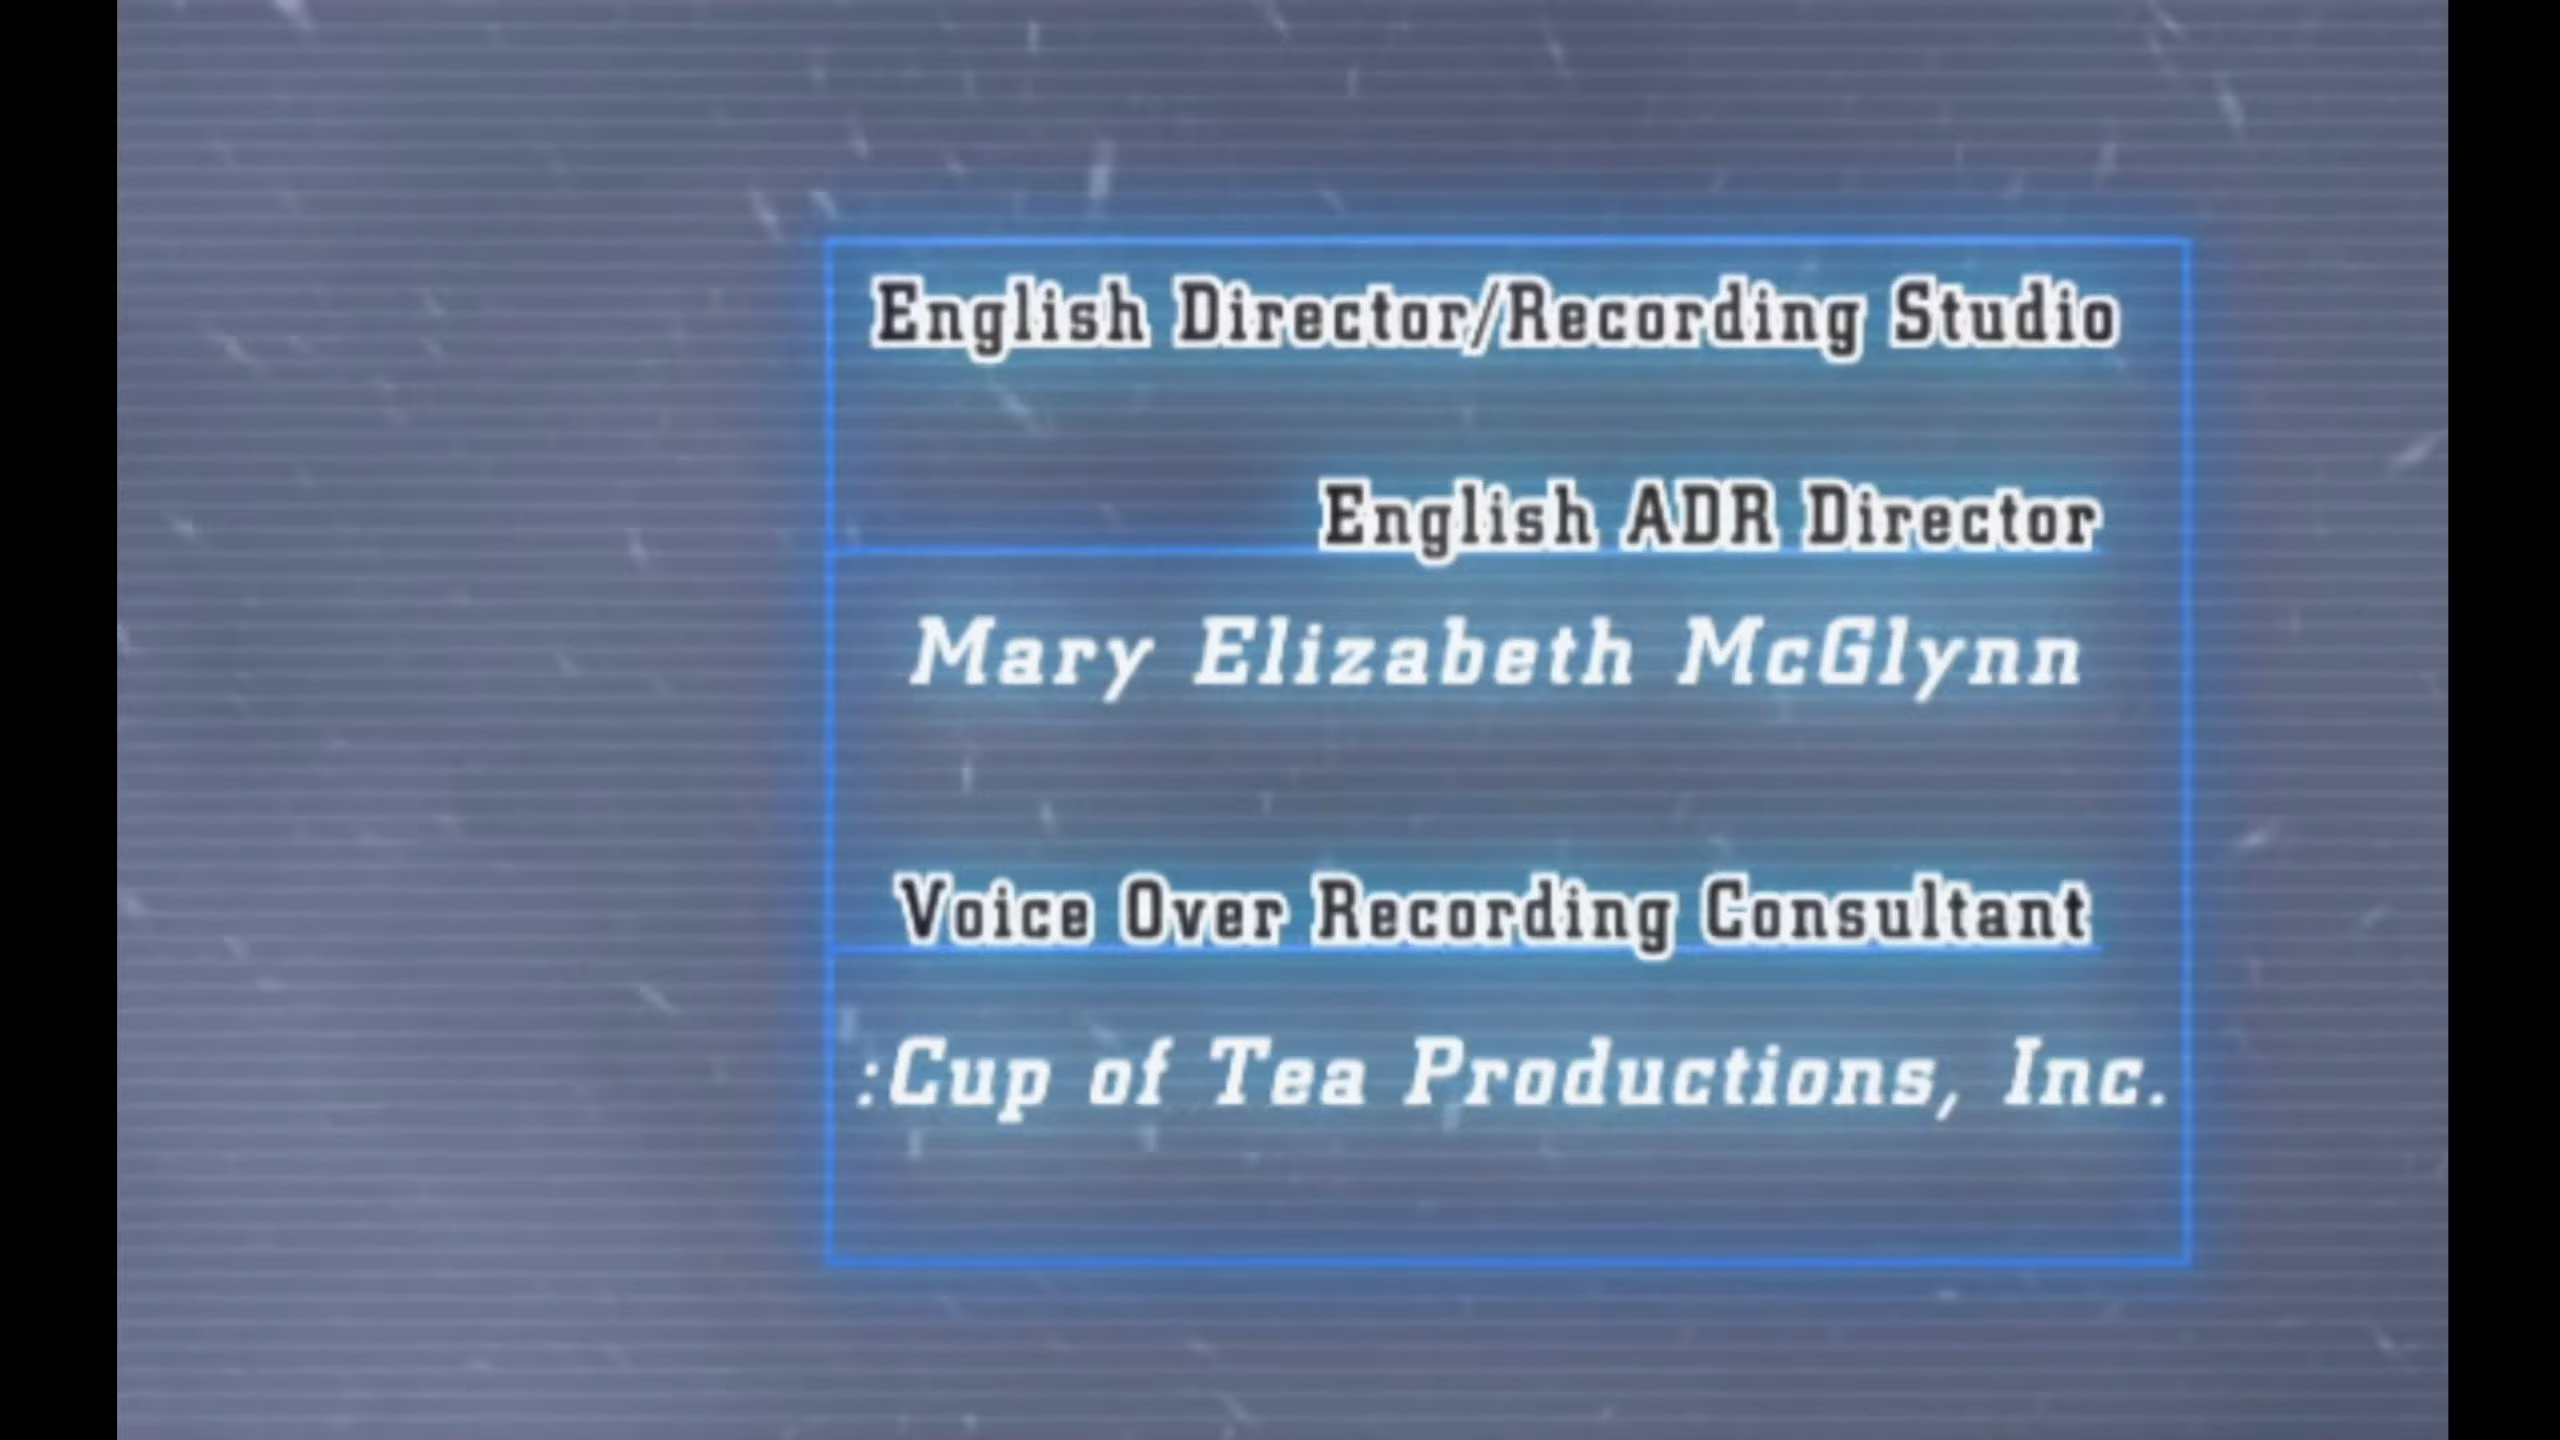 English Director/Recording Studio
English ADR Director
Mary Elizabeth McGlynn
Voice Over Recording Consultant
:Cup of Tea Productions, Inc.